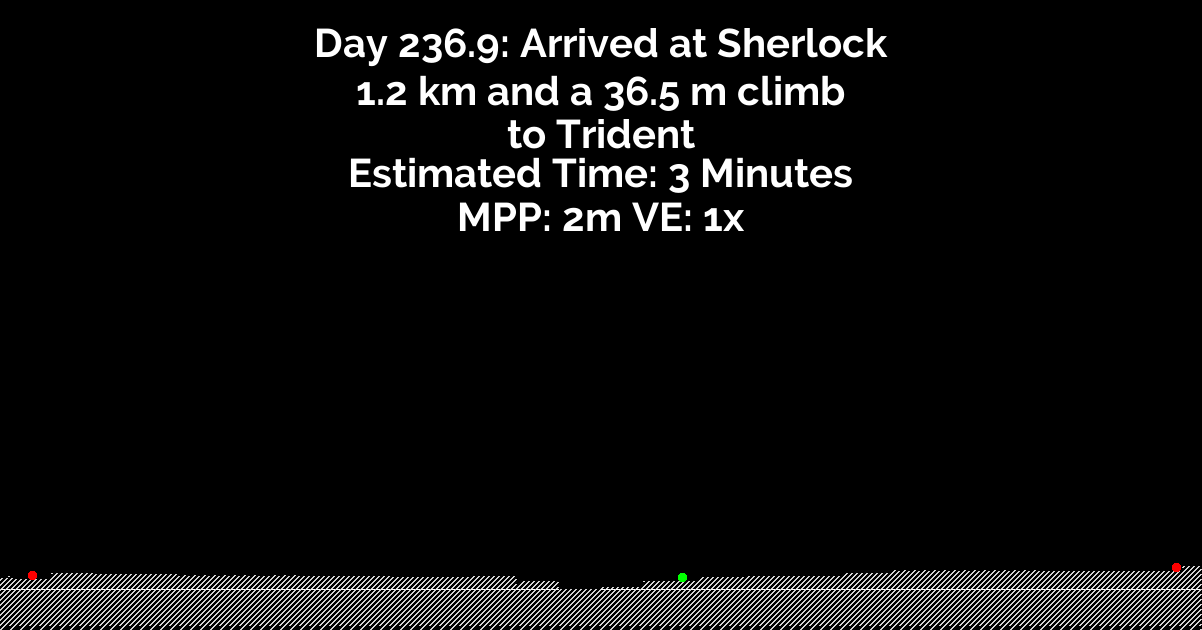 Day 236.9: Arrived at Sherlock
1.2 km and a 36.5 m climb
to Trident
Estimated Time: 3 Minutes
MPP: 2m VE: 1x